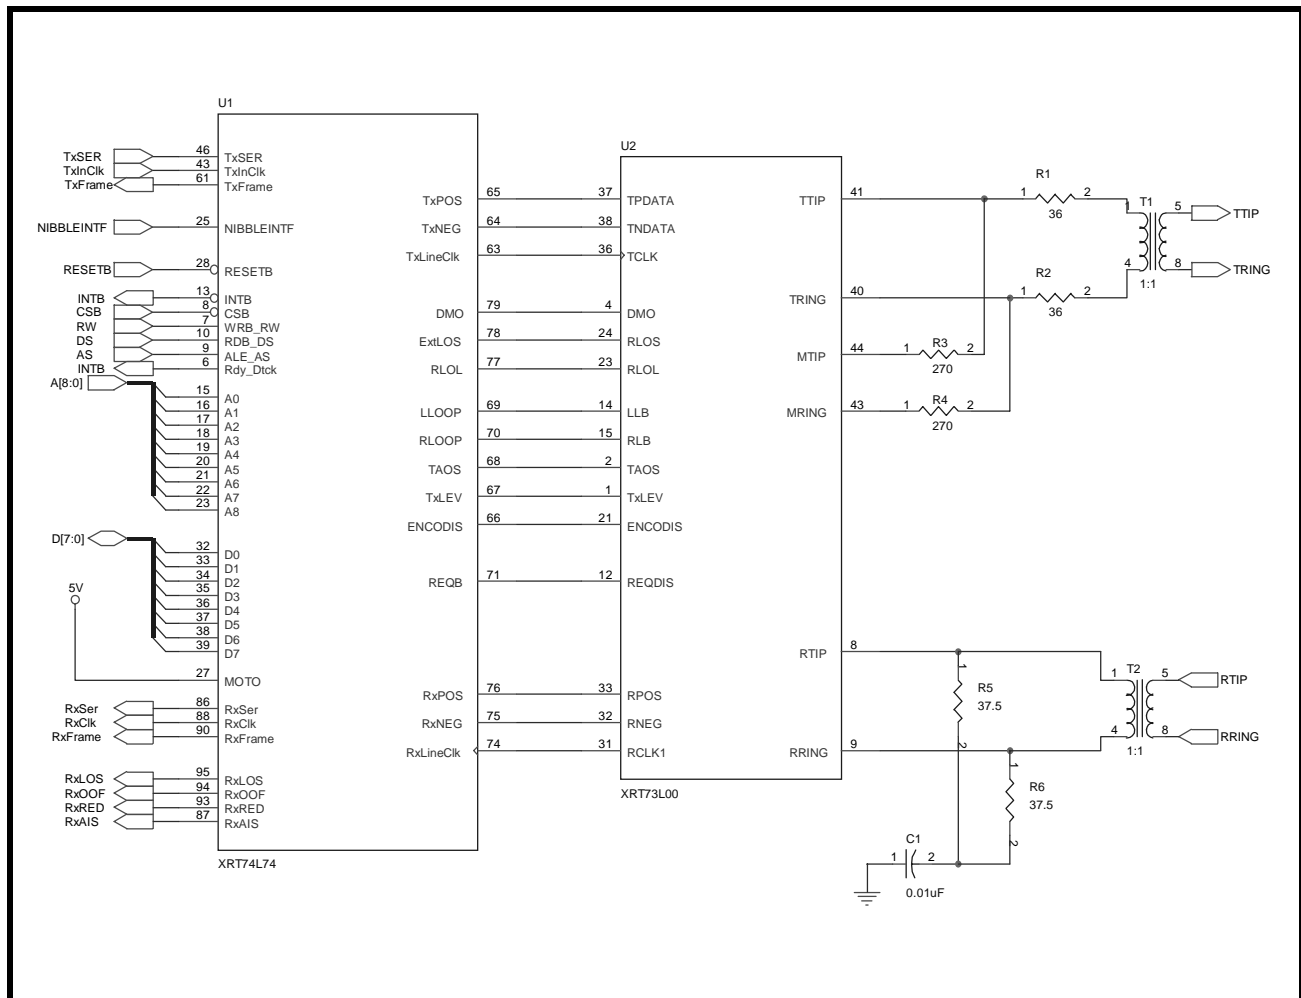 U1
TxSER 46 TxSER
TxInClk 43 TxInClk
TxFrame 61 TxFrame
NIBBLEINTF 25 NIBBLEINTF
RESETB 28 RESETB
INTB 13 INTB
CSB 8 CSB
RW 7 WRB_RW
DS 10 RDB_DS
AS 9 ALE_AS
INTB 6 Rdy_Dtck
A[8:0]
15 A0
16 A1
17 A2
18 A3
19 A4
20 A5
21 A6
22 A7
23 A8
D[7:0]
32 D0
33 D1
34 D2
35 D3
36 D4
37 D5
38 D6
39 D7
5V
27 MOTO
RxSer 86 RxSer
RxClk 88 RxClk
RxFrame 90 RxFrame
RxLOS 95 RxLOS
RxOOF 94 RxOOF
RxRED 93 RxRED
RxAIS 87 RxAIS
XRT74L74
U2
TxPOS 65 37 TPDATA
TxNEG 64 38 TNDATA
TxLineClk 63 36 TCLK
DMO 79 4 DMO
ExtLOS 78 24 RLOS
RLOL 77 23 RLOL
LLOOP 69 14 LLB
RLOOP 70 15 RLB
TAOS 68 2 TAOS
TxLEV 67 1 TxLEV
ENCODIS 66 21 ENCODIS
REQB 71 12 REQDIS
RxPOS 76 33 RPOS
RxNEG 75 32 RNEG
RxLineClk 74 31 RCLK1
XRT73L00
TTIP 41
R1
1 2
36
TRING 40
R2
1 2
36
MTIP 44
R3
1 2
270
MRING 43
R4
1 2
270
T1
1 5 TTIP
4 8 TRING
1:1
RTIP 8
RRING 9
1
R5
37.5
2
1
R6
37.5
2
T2
1 5 RTIP
4 8 RRING
1:1
C1
1 2
0.01uF